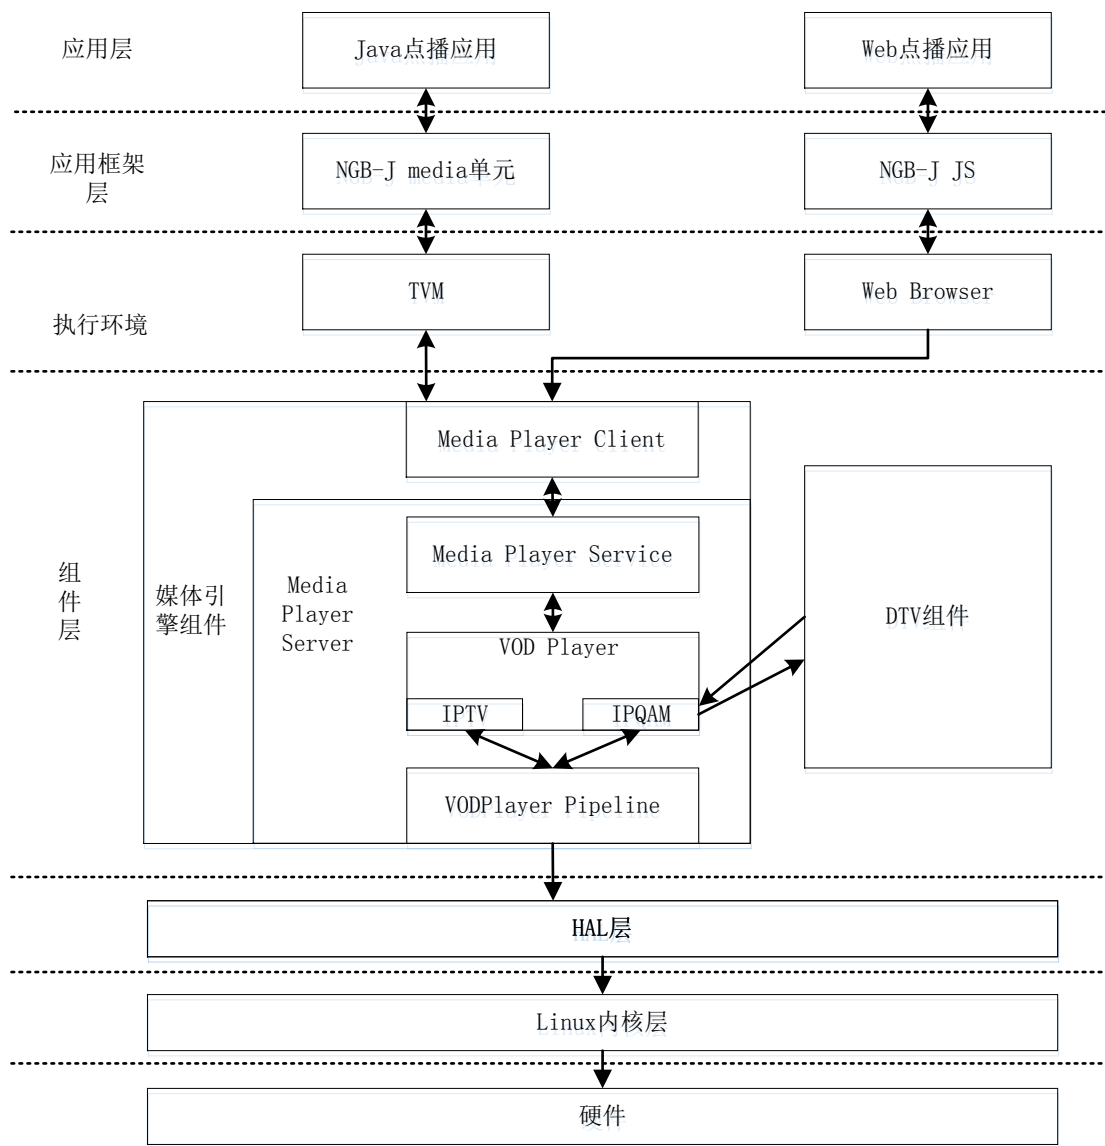 应用层
Java点播应用
Web点播应用
应用框架
层
NGB-J media单元
NGB-J JS
执行环境
TVM
Web Browser
组
件
层
媒体引
擎组件
Media
Player
Server
Media Player Client
Media Player Service
VOD Player
IPTV
IPQAM
VODPlayer Pipeline
DTV组件
HAL层
Linux内核层
硬件